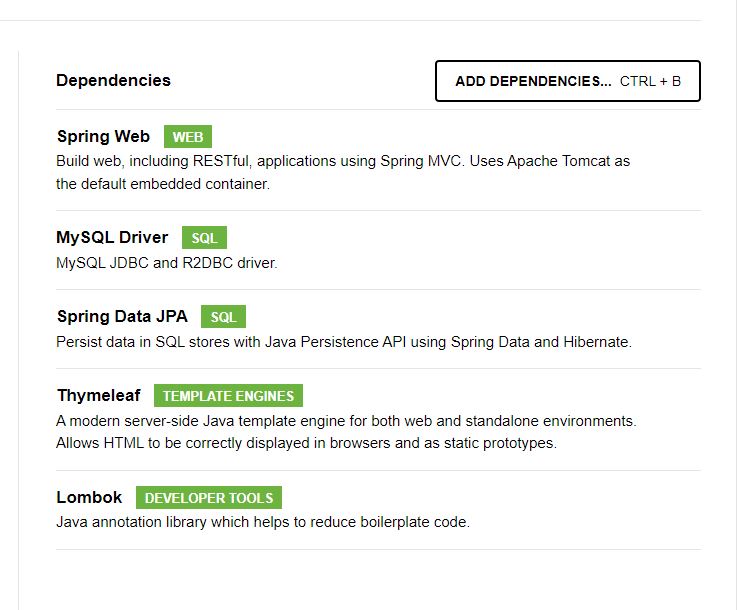 Dependencies
ADD DEPENDENCIES... CTRL + B
Spring Web WEB
Build web, including RESTful, applications using Spring MVC. Uses Apache Tomcat as
the default embedded container.
MySQL Driver SQL
MySQL JDBC and R2DBC driver.
Spring Data JPA SQL
Persist data in SQL stores with Java Persistence API using Spring Data and Hibernate.
Thymeleaf TEMPLATE ENGINES
A modern server-side Java template engine for both web and standalone environments.
Allows HTML to be correctly displayed in browsers and as static prototypes.
Lombok DEVELOPER TOOLS
Java annotation library which helps to reduce boilerplate code.